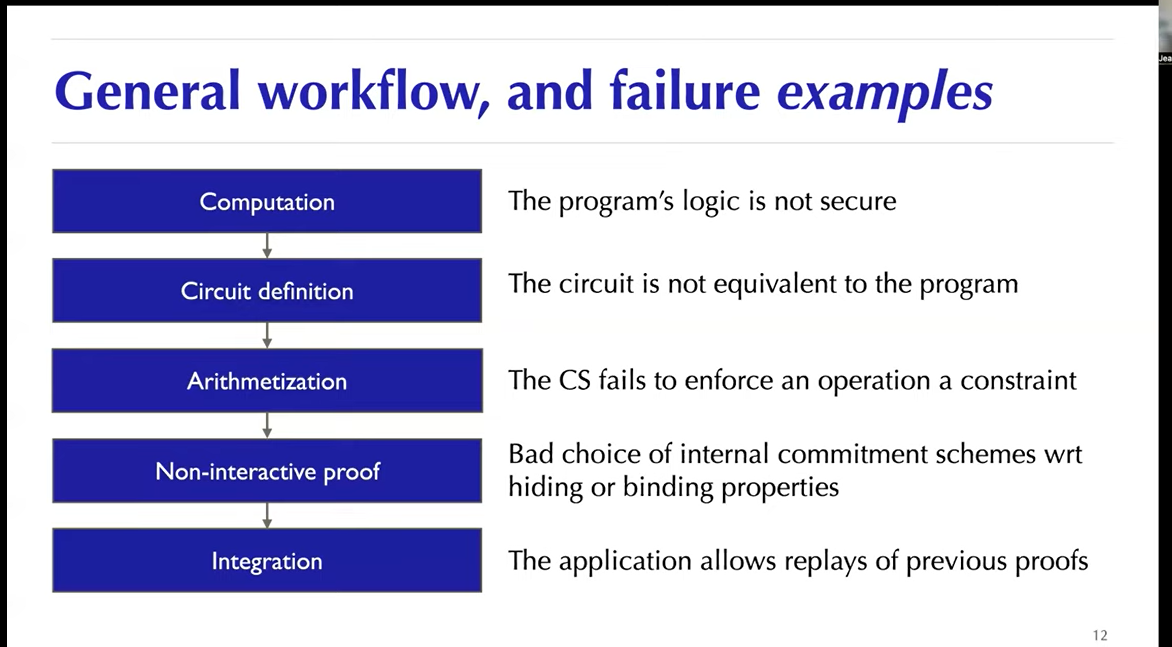 General workflow, and failure examples
Computation
The program's logic is not secure
Circuit definition
The circuit is not equivalent to the program
Arithmetization
The CS fails to enforce an operation a constraint
Non-interactive proof
Bad choice of internal commitment schemes wrt
hiding or binding properties
Integration
The application allows replays of previous proofs
12
Jea